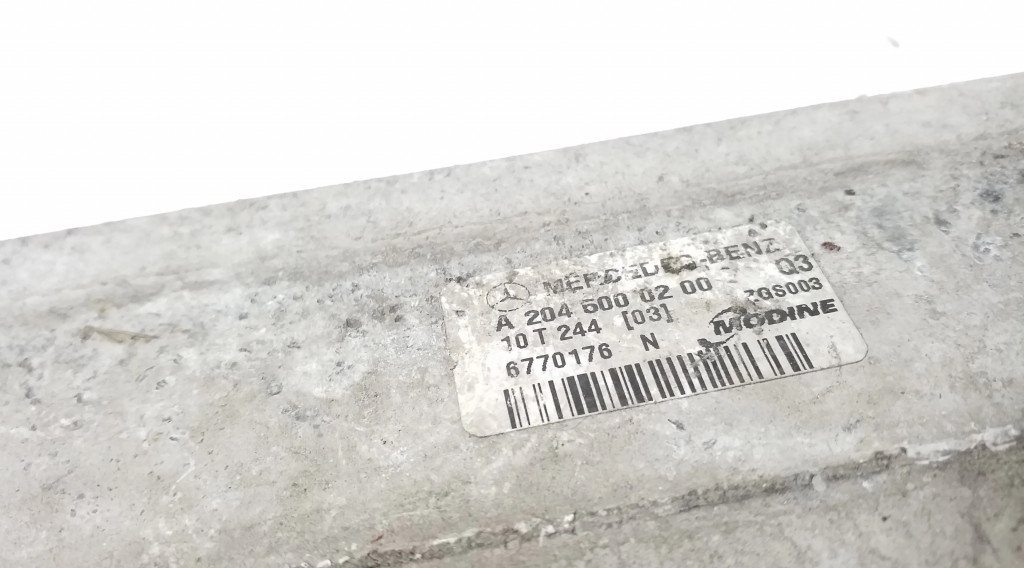 MERCEDES-BENZ
A 204 500 02 00 Q3
10 T 244 [03] ZGS003
6770176 N MODINE